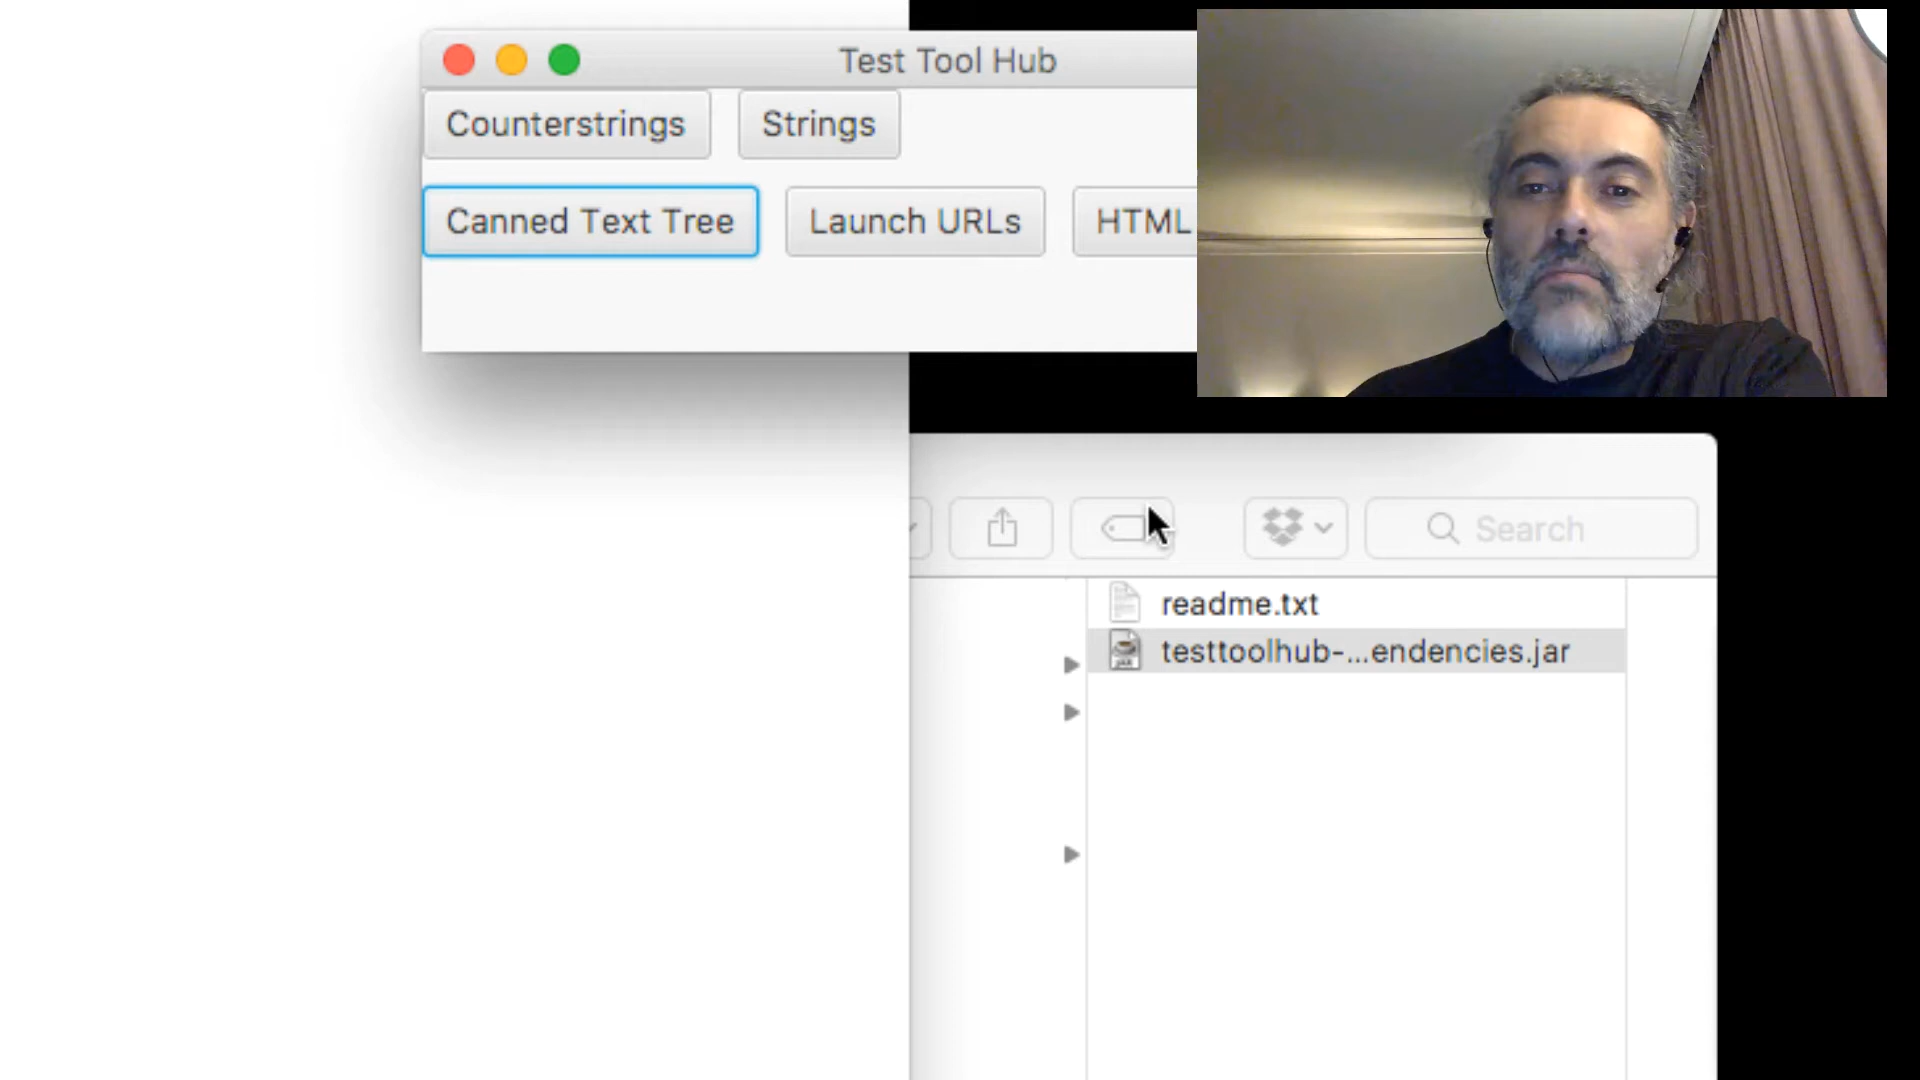 Test Tool Hub
Counterstrings Strings
Canned Text Tree Launch URLs HTML
Search
readme.txt
testtoolhub-...endencies.jar